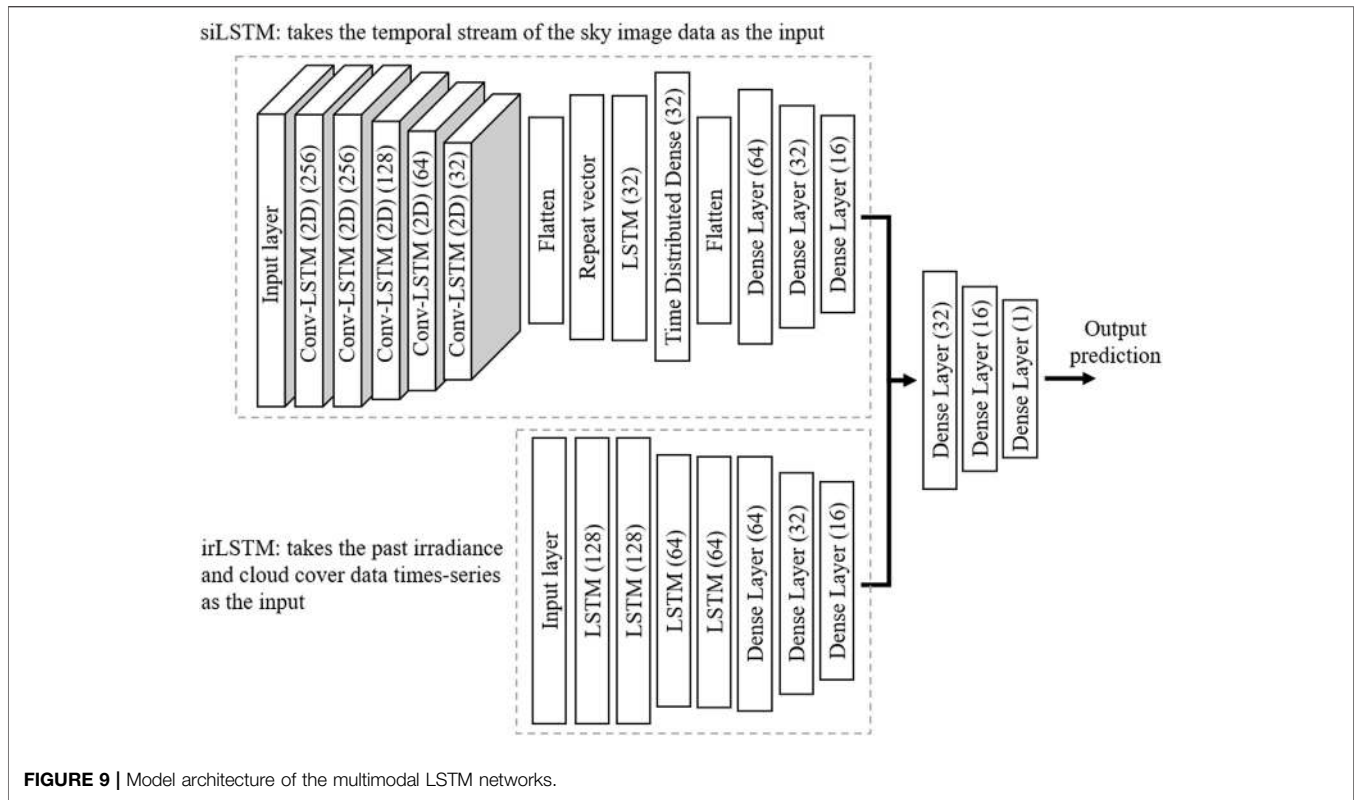 siLSTM: takes the temporal stream of the sky image data as the input
Input layer
Conv-LSTM (2D) (256)
Conv-LSTM (2D) (256)
Conv-LSTM (2D) (128)
Conv-LSTM (2D) (64)
Conv-LSTM (2D) (32)
Flatten
Repeat vector
LSTM (32)
Time Distributed Dense (32)
Flatten
Dense Layer (64)
Dense Layer (32)
Dense Layer (16)
irLSTM: takes the past irradiance
and cloud cover data times-series
as the input
Input layer
LSTM (128)
LSTM (128)
LSTM (64)
LSTM (64)
Dense Layer (64)
Dense Layer (32)
Dense Layer (16)
Dense Layer (32)
Dense Layer (16)
Dense Layer (1)
Output
prediction
FIGURE 9 | Model architecture of the multimodal LSTM networks.